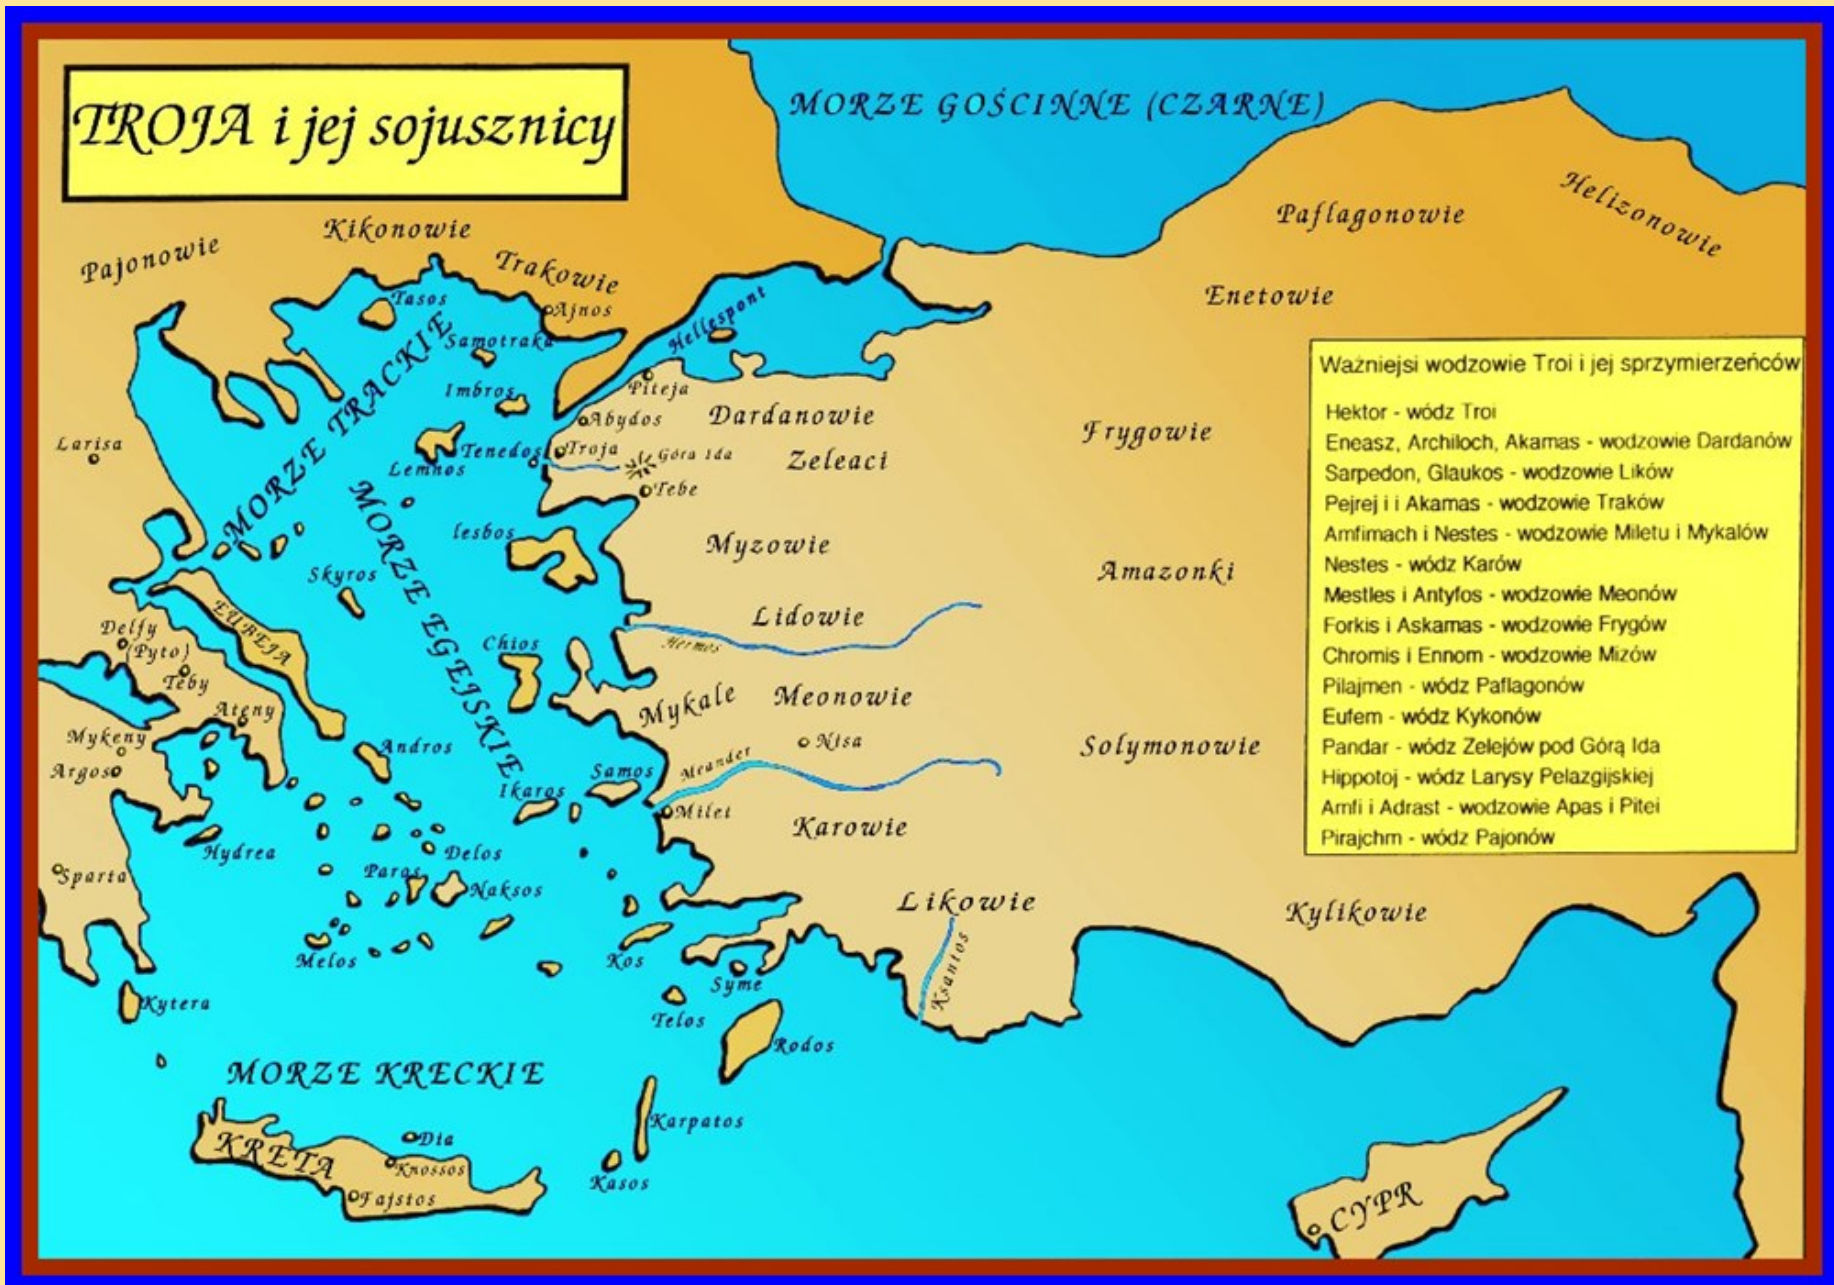 TROJA i jej sojusznicy
MORZE GOŚCINNE (CZARNE)
Pajonowie
Kikonowie
Trakowie
Paflagonowie
Helizonowie
Enetowie
Tasos
Ajnos
Samotraka
Hellespont
Imbros
Piteja
Abydos
Dardanowie
MORZE TRACKIE
Larisa
Lemnos
Tenedos
Troja
Góra Ida
Zeleaci
Frygowie
Tebe
MORZE EGEJSKIE
lesbos
Myzowie
Amazonki
Skyros
EUBEJA
Lidowie
Hermos
Delfy
(Pyto)
Teby
Chios
Ateny
Mykale
Meonowie
Mykeny
Argos
Andros
Nisa
Solymonowie
Samos
Meander
Ikaros
Milet
Karowie
Hydrea
Delos
Sparta
Paros
Naksos
Likowie
Kylikowie
Ksantos
Melos
Kos
Syme
Kytera
Telos
Rodos
MORZE KRECKIE
Karpatos
KRETA
Dia
Knossos
Fajstos
Kasos
CYPR
Ważniejsi wodzowie Troi i jej sprzymierzeńców
Hektor - wódz Troi
Eneasz, Archiloch, Akamas - wodzowie Dardanów
Sarpedon, Glaukos - wodzowie Lików
Pejrej i i Akamas - wodzowie Traków
Amfimach i Nestes - wodzowie Miletu i Mykalów
Nestes - wódz Karów
Mestles i Antyfos - wodzowie Meonów
Forkis i Askamas - wodzowie Frygów
Chromis i Ennom - wodzowie Mizów
Pilajmen - wódz Paflagonów
Eufem - wódz Kykonów
Pandar - wódz Zelejów pod Górą Ida
Hippotoj - wódz Larysy Pelazgijskiej
Amfi i Adrast - wodzowie Apas i Pitei
Pirajchm - wódz Pajonów